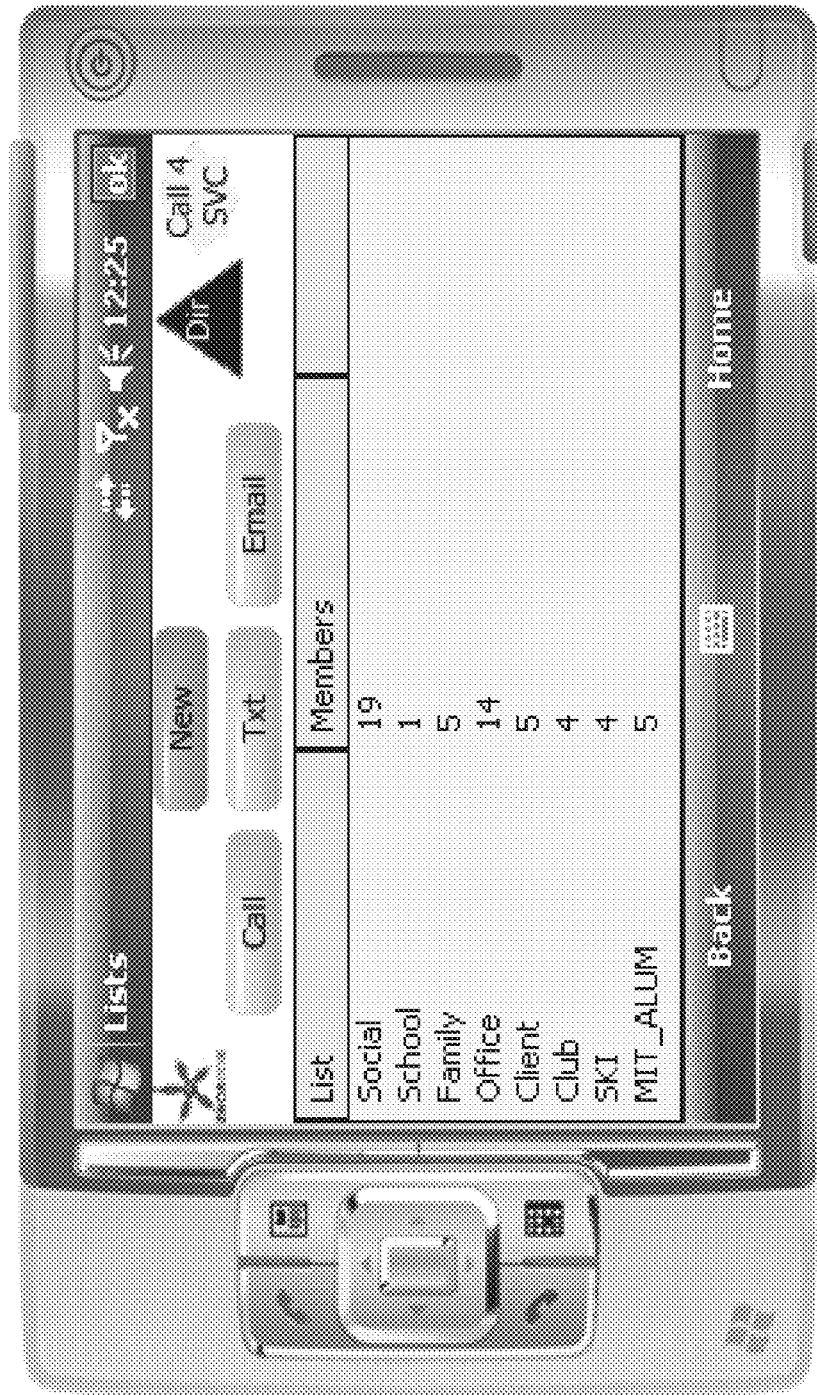 Lists 12:25 ok
New
Call 4
SVC
Dir
Call Txt Email
List Members
Social 19
School 1
Family 5
Office 14
Client 5
Club 4
SKI 4
MIT_ALUM 5
Back Home